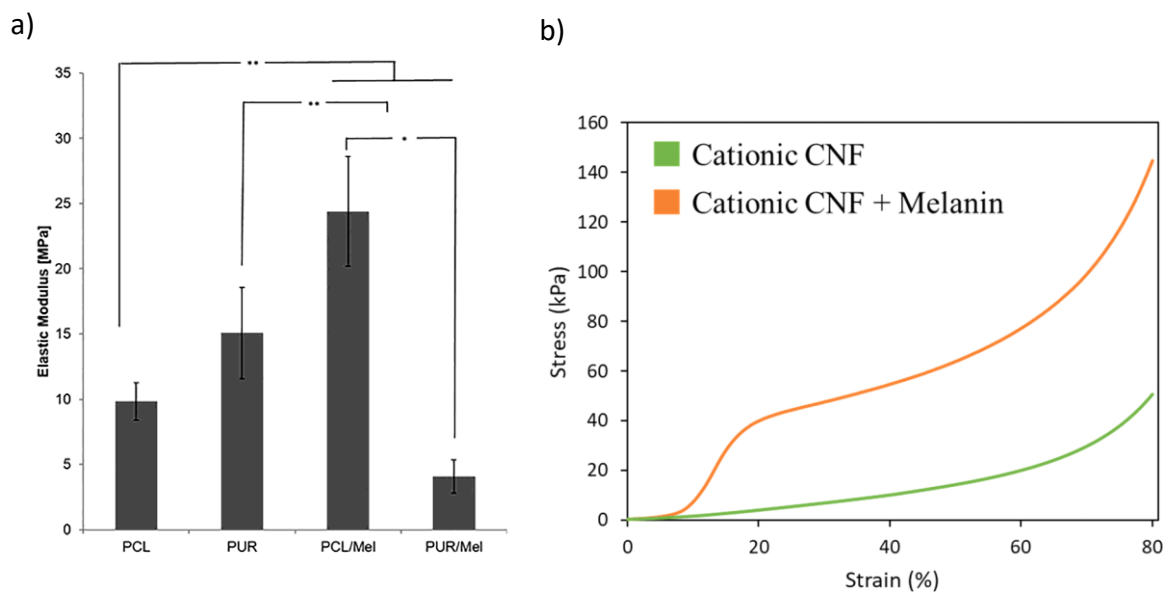 a)
**
35
30
25
20
15
10
5
0
**
*
Elastic Modulus [MPa]
PCL
PUR
PCL/Mel
PUR/Mel
b)
160
140
120
100
80
60
40
20
0
Stress (kPa)
Cationic CNF
Cationic CNF + Melanin
0
20
40
60
80
Strain (%)